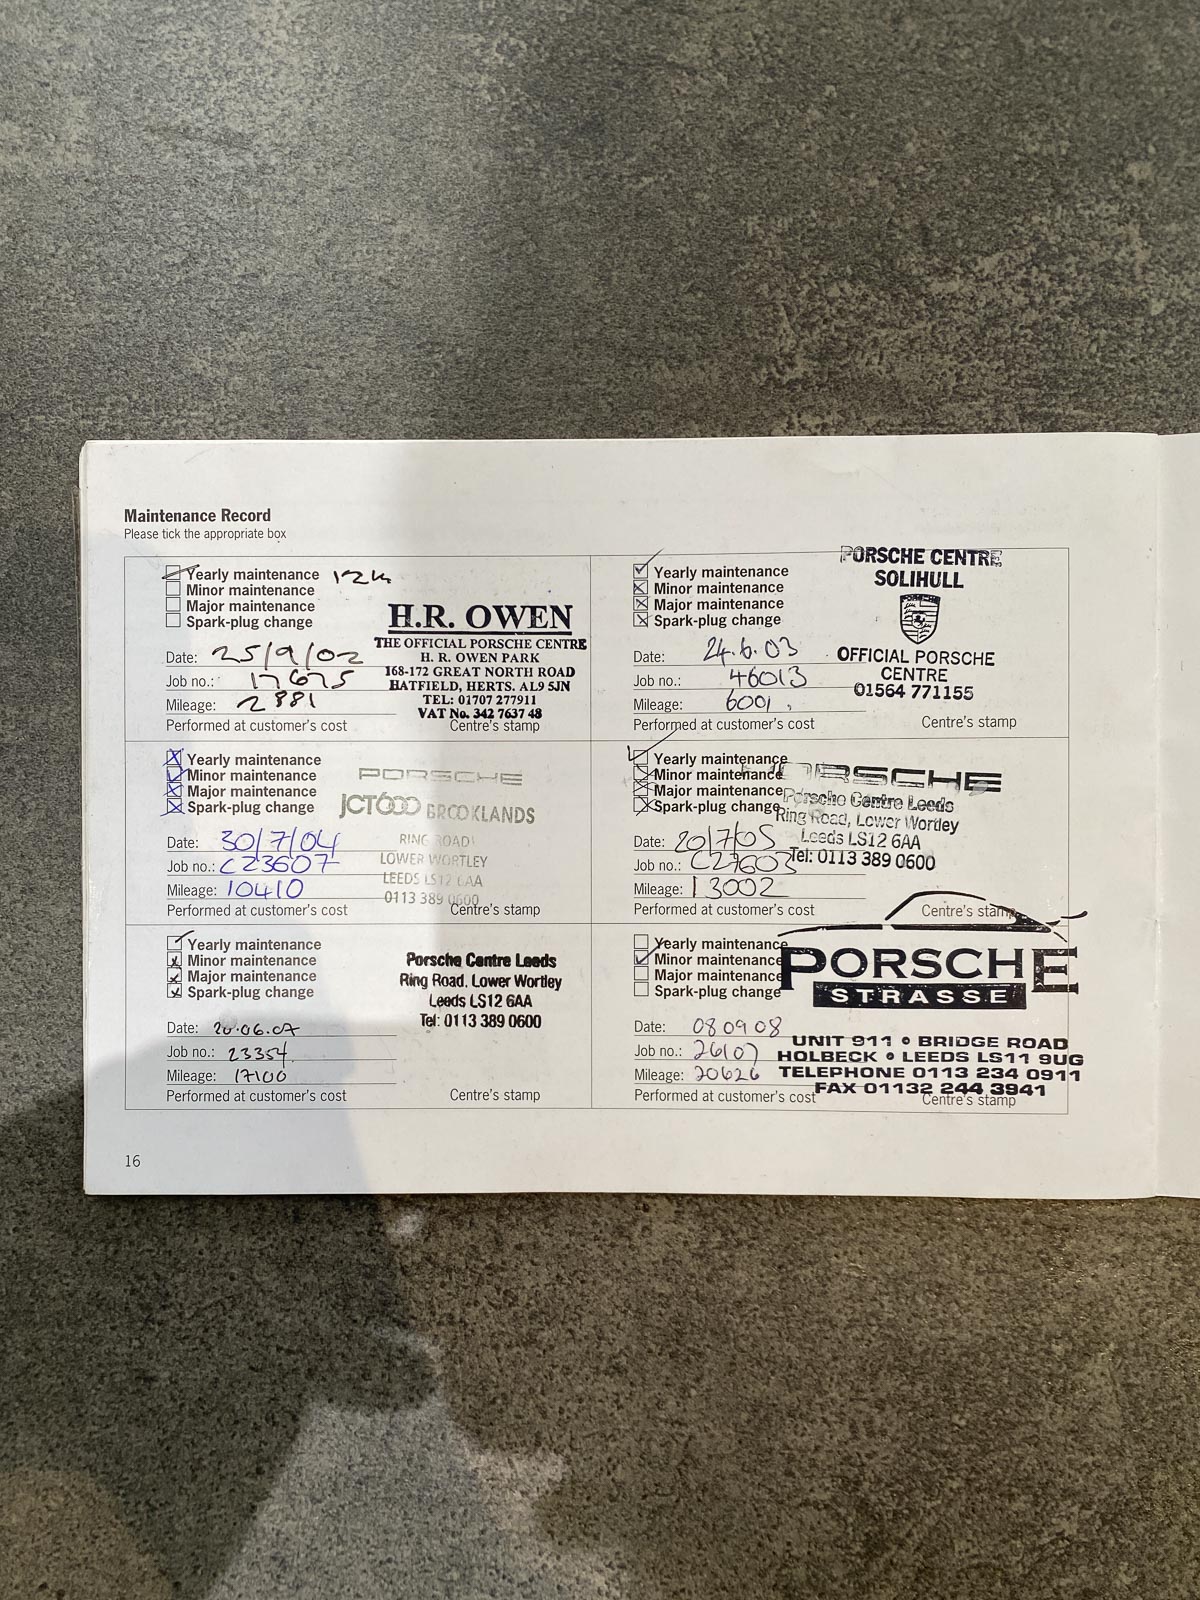 Maintenance Record
Please tick the appropriate box
Yearly maintenance 12k
Minor maintenance
Major maintenance
Spark-plug change
Date: 25/9/02
Job no.: 17675
Mileage: 2881
Performed at customer's cost
H.R. OWEN
THE OFFICIAL PORSCHE CENTRE
H. R. OWEN PARK
168-172 GREAT NORTH ROAD
HATFIELD, HERTS. AL9 5JN
TEL: 01707 277911
VAT No. 342 7637 48
Centre's stamp
Yearly maintenance
Minor maintenance
Major maintenance
Spark-plug change
Date: 24.6.03
Job no.: 46013
Mileage: 6001
Performed at customer's cost
PORSCHE CENTRE
SOLIHULL
PORSCHE
OFFICIAL PORSCHE
CENTRE
01564 771155
Centre's stamp
Yearly maintenance
Minor maintenance
Major maintenance
Spark-plug change
Date: 30/7/04
Job no.: C23607
Mileage: 10410
Performed at customer's cost
PORSCHE
JCT600 BROOKLANDS
RING ROAD
LOWER WORTLEY
LEEDS LS12 6AA
0113 389 0600
Centre's stamp
Yearly maintenance
Minor maintenance
Major maintenance
Spark-plug change
Date: 20/7/05
Job no.: C27603
Mileage: 13002
Performed at customer's cost
PORSCHE
Porsche Centre Leeds
Ring Road, Lower Wortley
Leeds LS12 6AA
Tel: 0113 389 0600
Centre's stamp
Yearly maintenance
Minor maintenance
Major maintenance
Spark-plug change
Date: 20.06.07
Job no.: 23354
Mileage: 17100
Performed at customer's cost
Porsche Centre Leeds
Ring Road, Lower Wortley
Leeds LS12 6AA
Tel: 0113 389 0600
Centre's stamp
Yearly maintenance
Minor maintenance
Major maintenance
Spark-plug change
Date: 080908
Job no.: 26107
Mileage: 20626
Performed at customer's cost
PORSCHE
STRASSE
UNIT 911 • BRIDGE ROAD
HOLBECK • LEEDS LS11 9UG
TELEPHONE 0113 234 0911
FAX 01132 244 3941
Centre's stamp
16